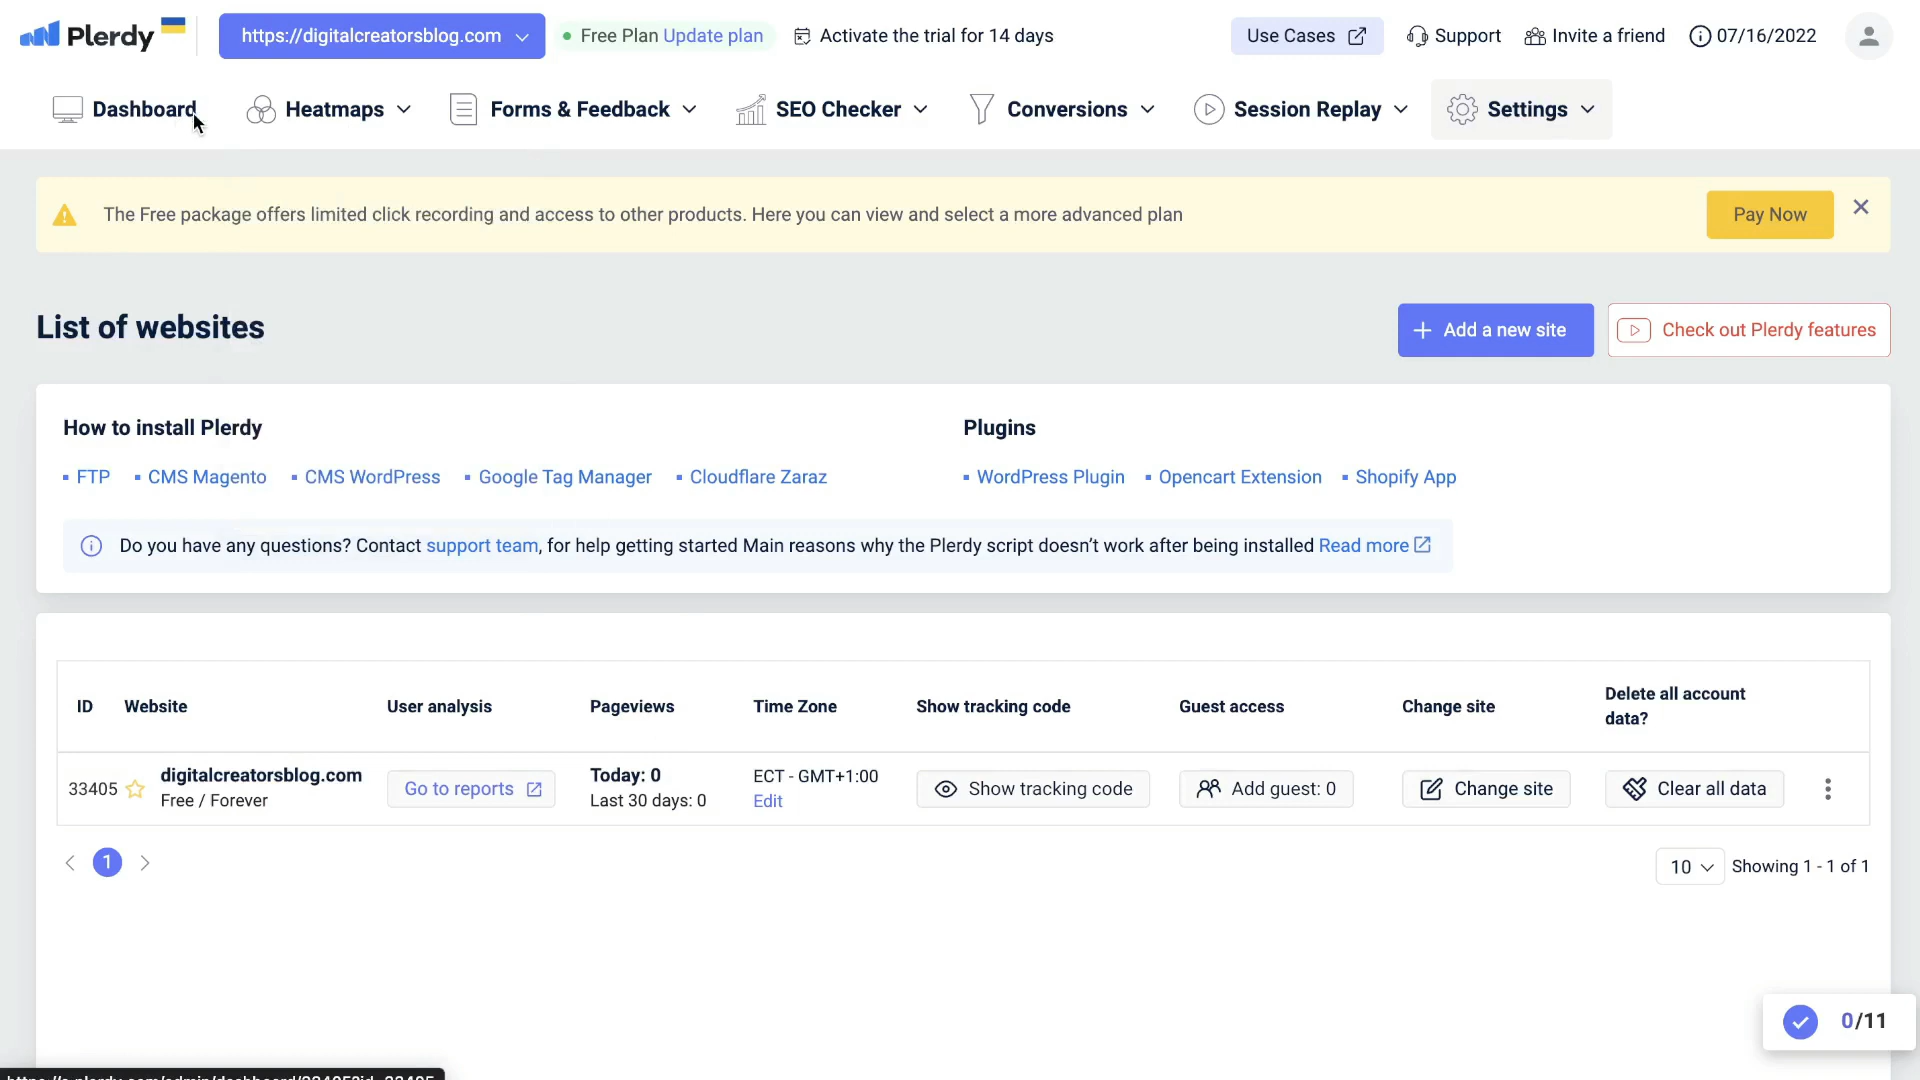 Plerdy
https://digitalcreatorsblog.com
Free Plan Update plan
Activate the trial for 14 days
Use Cases
Support
Invite a friend
07/16/2022
Dashboard
Heatmaps
Forms & Feedback
SEO Checker
Conversions
Session Replay
Settings
The Free package offers limited click recording and access to other products. Here you can view and select a more advanced plan
Pay Now
List of websites
+ Add a new site
Check out Plerdy features
How to install Plerdy
Plugins
FTP
CMS Magento
CMS WordPress
Google Tag Manager
Cloudflare Zaraz
WordPress Plugin
Opencart Extension
Shopify App
Do you have any questions? Contact support team, for help getting started Main reasons why the Plerdy script doesn’t work after being installed Read more
ID
Website
User analysis
Pageviews
Time Zone
Show tracking code
Guest access
Change site
Delete all account
data?
33405
digitalcreatorsblog.com
Free / Forever
Go to reports
Today: 0
Last 30 days: 0
ECT - GMT+1:00
Edit
Show tracking code
Add guest: 0
Change site
Clear all data
1
10
Showing 1 - 1 of 1
0/11